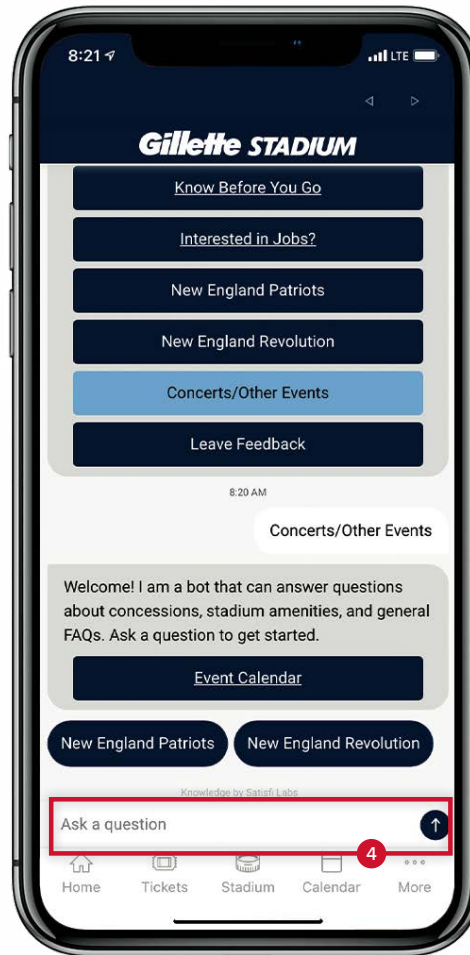 8:21
LTE
Gillette STADIUM
Know Before You Go
Interested in Jobs?
New England Patriots
New England Revolution
Concerts/Other Events
Leave Feedback
8:20 AM
Concerts/Other Events
Welcome! I am a bot that can answer questions
about concessions, stadium amenities, and general
FAQs. Ask a question to get started.
Event Calendar
New England Patriots New England Revolution
Knowledge by Satisfi Labs
Ask a question
4
Home Tickets Stadium Calendar More